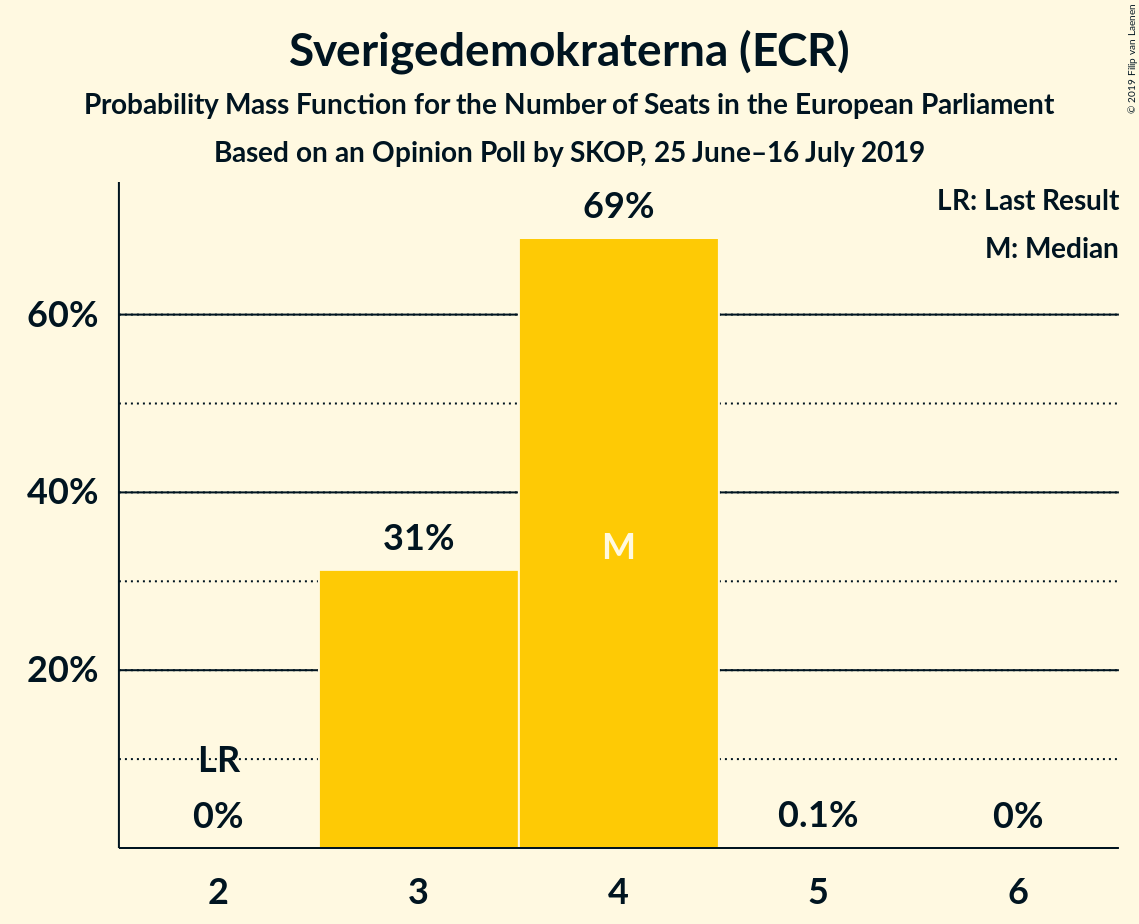 Sverigedemokraterna (ECR)
Probability Mass Function for the Number of Seats in the European Parliament
Based on an Opinion Poll by SKOP, 25 June–16 July 2019
© 2019 Filip van Laenen
LR: Last Result
M: Median
69%
60%
40%
31%
M
20%
LR
0%
0.1%
0%
2 3 4 5 6